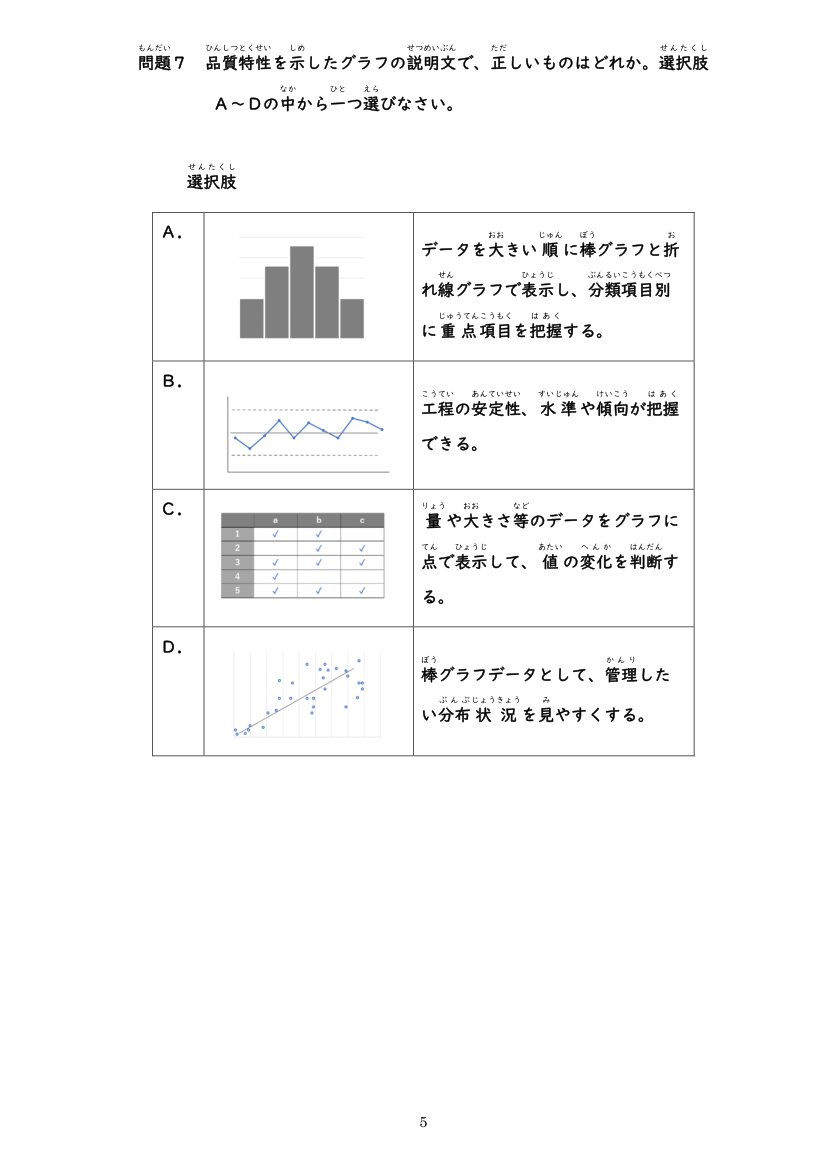 もんだい ひんしつとくせい しめ せつめいぶん ただ せんたくし
問題7 品質特性を示したグラフの説明文で、正しいものはどれか。選択肢
なか ひと えら
A~Dの中から一つ選びなさい。
せんたくし
選択肢
A.
おお じゅん ぼう お
データを大きい順に棒グラフと折
せん ひょうじ ぶんるいこうもくべつ
れ線グラフで表示し、分類項目別
じゅうてんこうもく はあく
に重点項目を把握する。
B.
こうてい あんていせい すいじゅん けいこう はあく
工程の安定性、水準や傾向が把握
できる。
C.
a b c
1 ✓ ✓
2 ✓ ✓
3 ✓ ✓ ✓
4 ✓
5 ✓ ✓ ✓
りょう おお など
量や大きさ等のデータをグラフに
てん ひょうじ あたい へんか はんだん
点で表示して、値の変化を判断す
る。
D.
ぼう かんり
棒グラフデータとして、管理した
ぶんぷじょうきょう み
い分布状況を見やすくする。
5